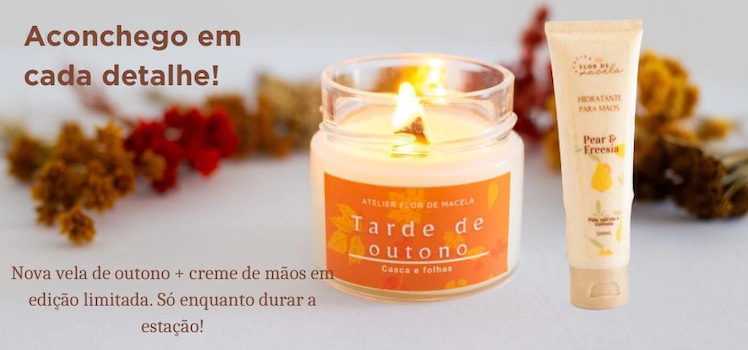 Aconchego em
cada detalhe!
ATELIER FLOR DE MACELA
Tarde de
outono
Casca e folhas
FLOR DE
macela
HIDRATANTE
PARA MÃOS
Pear &
Freesia
120ML
Nova vela de outono + creme de mãos em
edição limitada. Só enquanto durar a
estação!